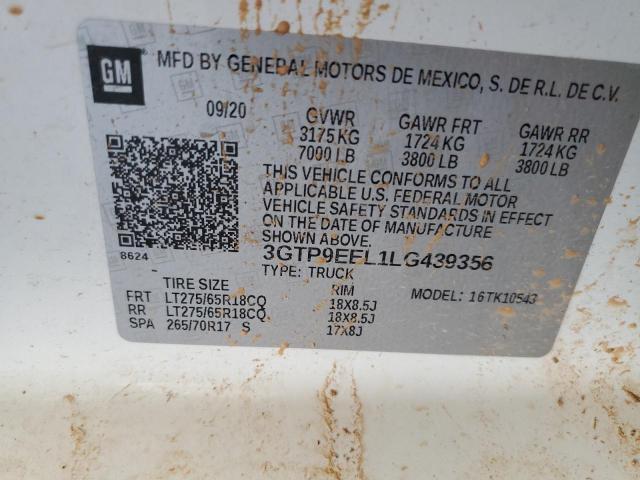 GM
MFD BY GENERAL MOTORS DE MEXICO, S. DE R.L. DE C.V.
09/20 GVWR GAWR FRT GAWR RR
3175 KG 1724 KG 1724 KG
7000 LB 3800 LB 3800 LB
THIS VEHICLE CONFORMS TO ALL
APPLICABLE U.S. FEDERAL MOTOR
VEHICLE SAFETY STANDARDS IN EFFECT
ON THE DATE OF MANUFACTURE
SHOWN ABOVE.
8624 3GTP9EEL1LG439356
TYPE: TRUCK
TIRE SIZE RIM MODEL: 16TK10543
FRT LT275/65R18CQ 18X8.5J
RR LT275/65R18CQ 18X8.5J
SPA 265/70R17 S 17X8J